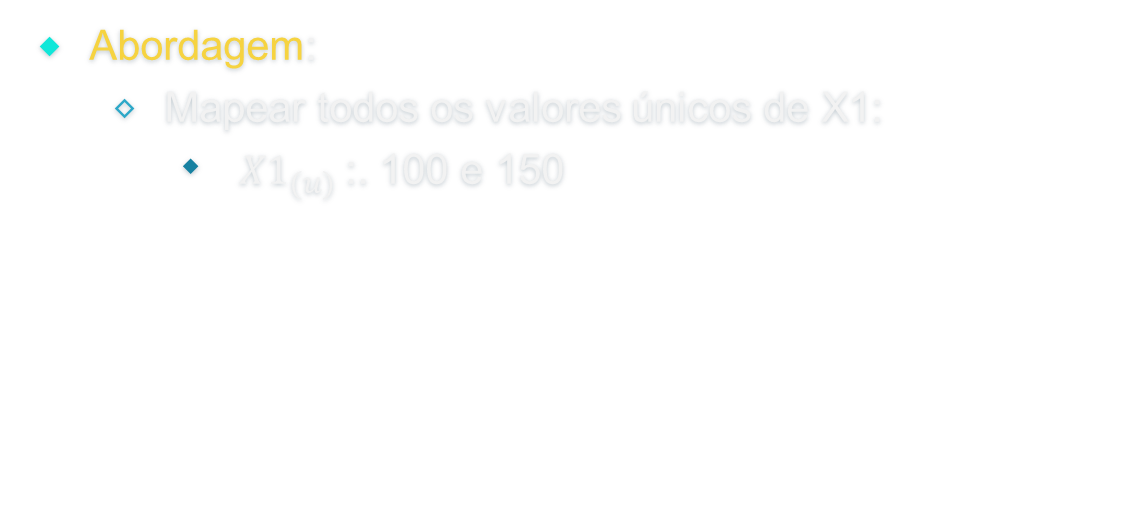 Abordagem:
Mapear todos os valores únicos de X1:
X1(u) :. 100 e 150